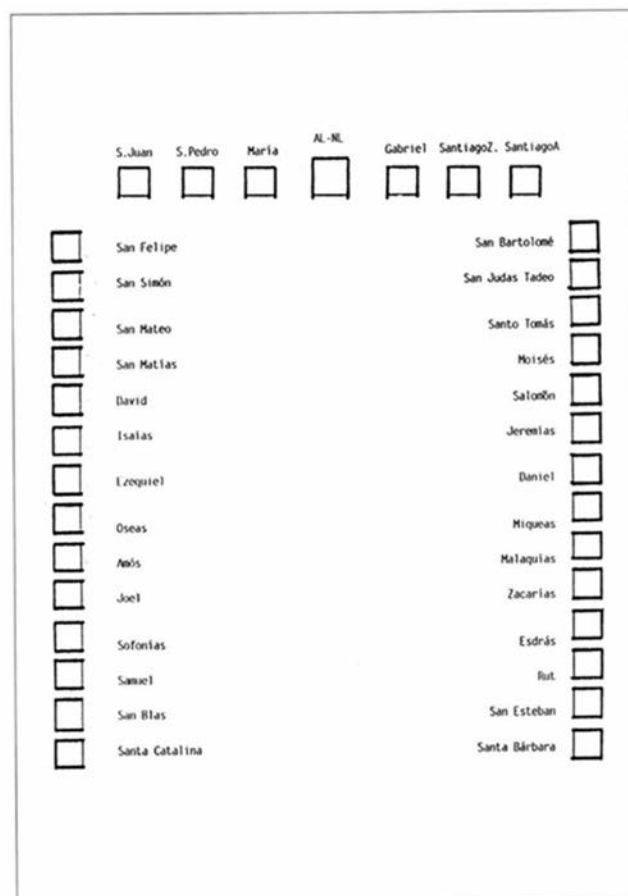 S.Juan S.Pedro María AL-NL Gabriel SantiagoZ. SantiagoA
San Felipe San Bartolomé
San Simón San Judas Tadeo
San Mateo Santo Tomás
San Matías Moisés
David Salomõn
Isaías Jeremías
Ezequiel Daniel
Oseas Miqueas
Amós Malaquías
Joel Zacarías
Sofonías Esdrás
Samuel Rut
San Blas San Esteban
Santa Catalina Santa Bárbara